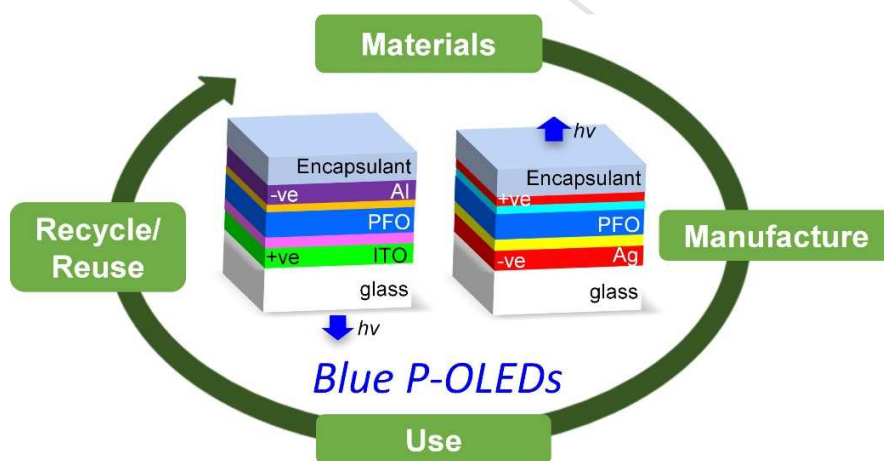 Materials
hv
Encapsulant
-ve Al
PFO
+ve ITO
glass
hv
Encapsulant
+ve
PFO
-ve Ag
glass
Recycle/
Reuse
Manufacture
Blue P-OLEDs
Use